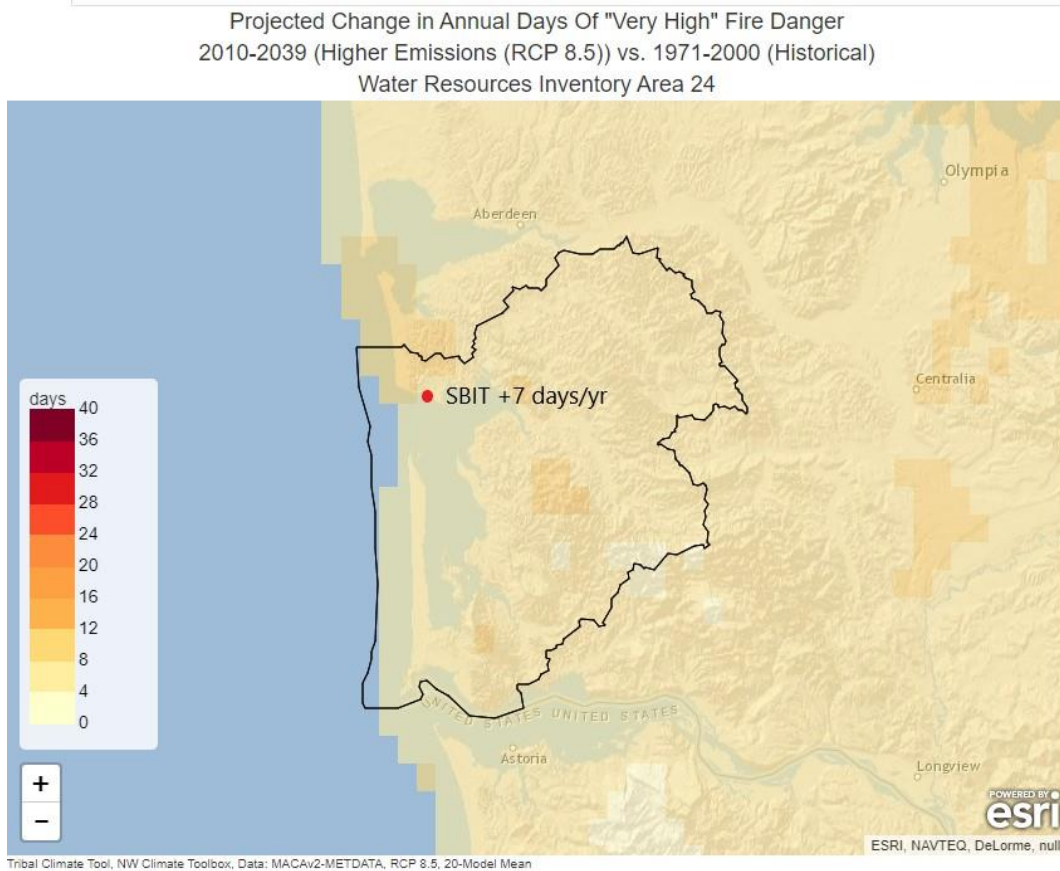 Projected Change in Annual Days Of "Very High" Fire Danger
2010-2039 (Higher Emissions (RCP 8.5)) vs. 1971-2000 (Historical)
Water Resources Inventory Area 24
Olympia
Aberdeen
Centralia
days
40
36
32
28
24
20
16
12
8
4
0
SBIT +7 days/yr
UNITED STATES UNITED STATES
Astoria
Longview
+
−
POWERED BY
esri
ESRI, NAVTEQ, DeLorme, null
Tribal Climate Tool, NW Climate Toolbox, Data: MACAv2-METDATA, RCP 8.5, 20-Model Mean